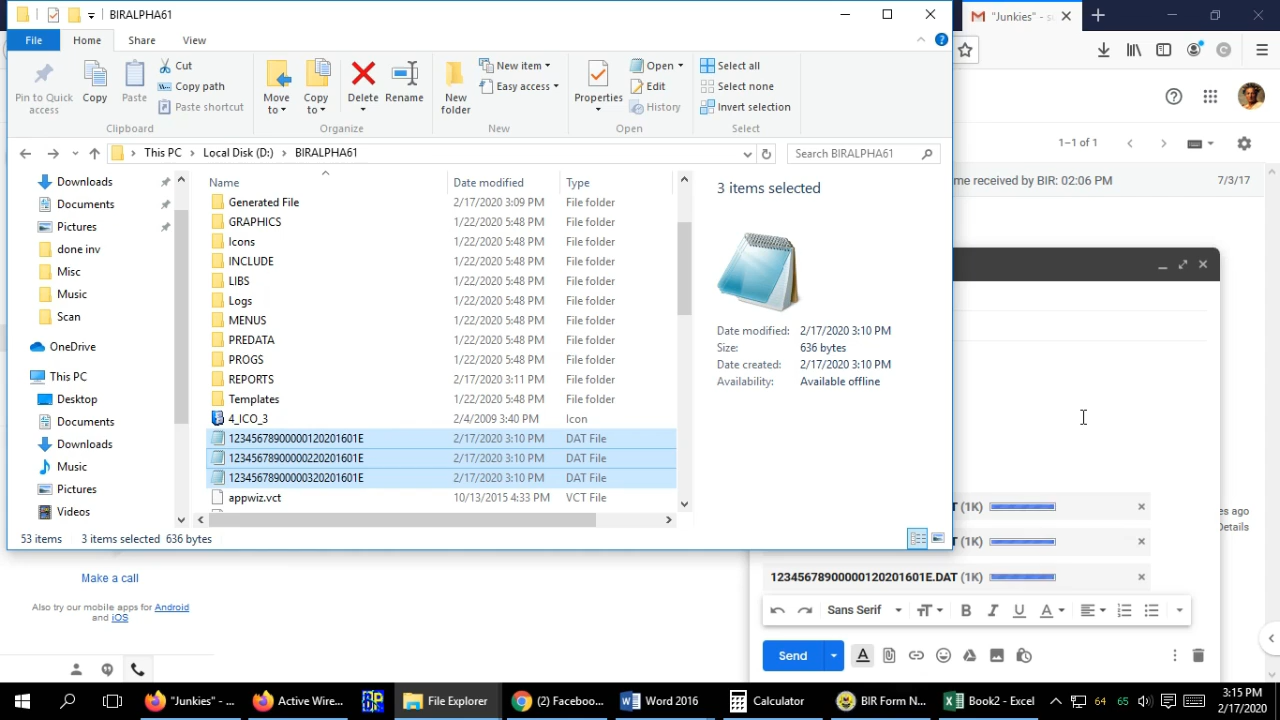 BIRALPHA61
"Junkies" - su
File
Home
Share
View
Pin to Quick access
Copy
Paste
Cut
Copy path
Paste shortcut
Clipboard
Move to
Copy to
Delete
Rename
Organize
New folder
New item
Easy access
New
Properties
Open
Edit
History
Open
Select all
Select none
Invert selection
Select
This PC
Local Disk (D:)
BIRALPHA61
Search BIRALPHA61
1–1 of 1
me received by BIR: 02:06 PM
7/3/17
Downloads
Documents
Pictures
done inv
Misc
Music
Scan
OneDrive
This PC
Desktop
Documents
Downloads
Music
Pictures
Videos
Name Date modified Type
Generated File 2/17/2020 3:09 PM File folder
GRAPHICS 1/22/2020 5:48 PM File folder
Icons 1/22/2020 5:48 PM File folder
INCLUDE 1/22/2020 5:48 PM File folder
LIBS 1/22/2020 5:48 PM File folder
Logs 1/22/2020 5:48 PM File folder
MENUS 1/22/2020 5:48 PM File folder
PREDATA 1/22/2020 5:48 PM File folder
PROGS 1/22/2020 5:48 PM File folder
REPORTS 2/17/2020 3:11 PM File folder
Templates 1/22/2020 5:48 PM File folder
4_ICO_3 2/4/2009 3:40 PM Icon
1234567890000120201601E 2/17/2020 3:10 PM DAT File
1234567890000220201601E 2/17/2020 3:10 PM DAT File
1234567890000320201601E 2/17/2020 3:10 PM DAT File
appwiz.vct 10/13/2015 4:33 PM VCT File
3 items selected
Date modified: 2/17/2020 3:10 PM
Size: 636 bytes
Date created: 2/17/2020 3:10 PM
Availability: Available offline
53 items 3 items selected 636 bytes
T (1K)
T (1K)
1234567890000120201601E.DAT (1K)
es ago
Details
Sans Serif
Send
Make a call
Also try our mobile apps for Android
and iOS
"Junkies" - ...
Active Wire...
File Explorer
(2) Faceboo...
Word 2016
Calculator
BIR Form N...
Book2 - Excel
64
65
3:15 PM
2/17/2020